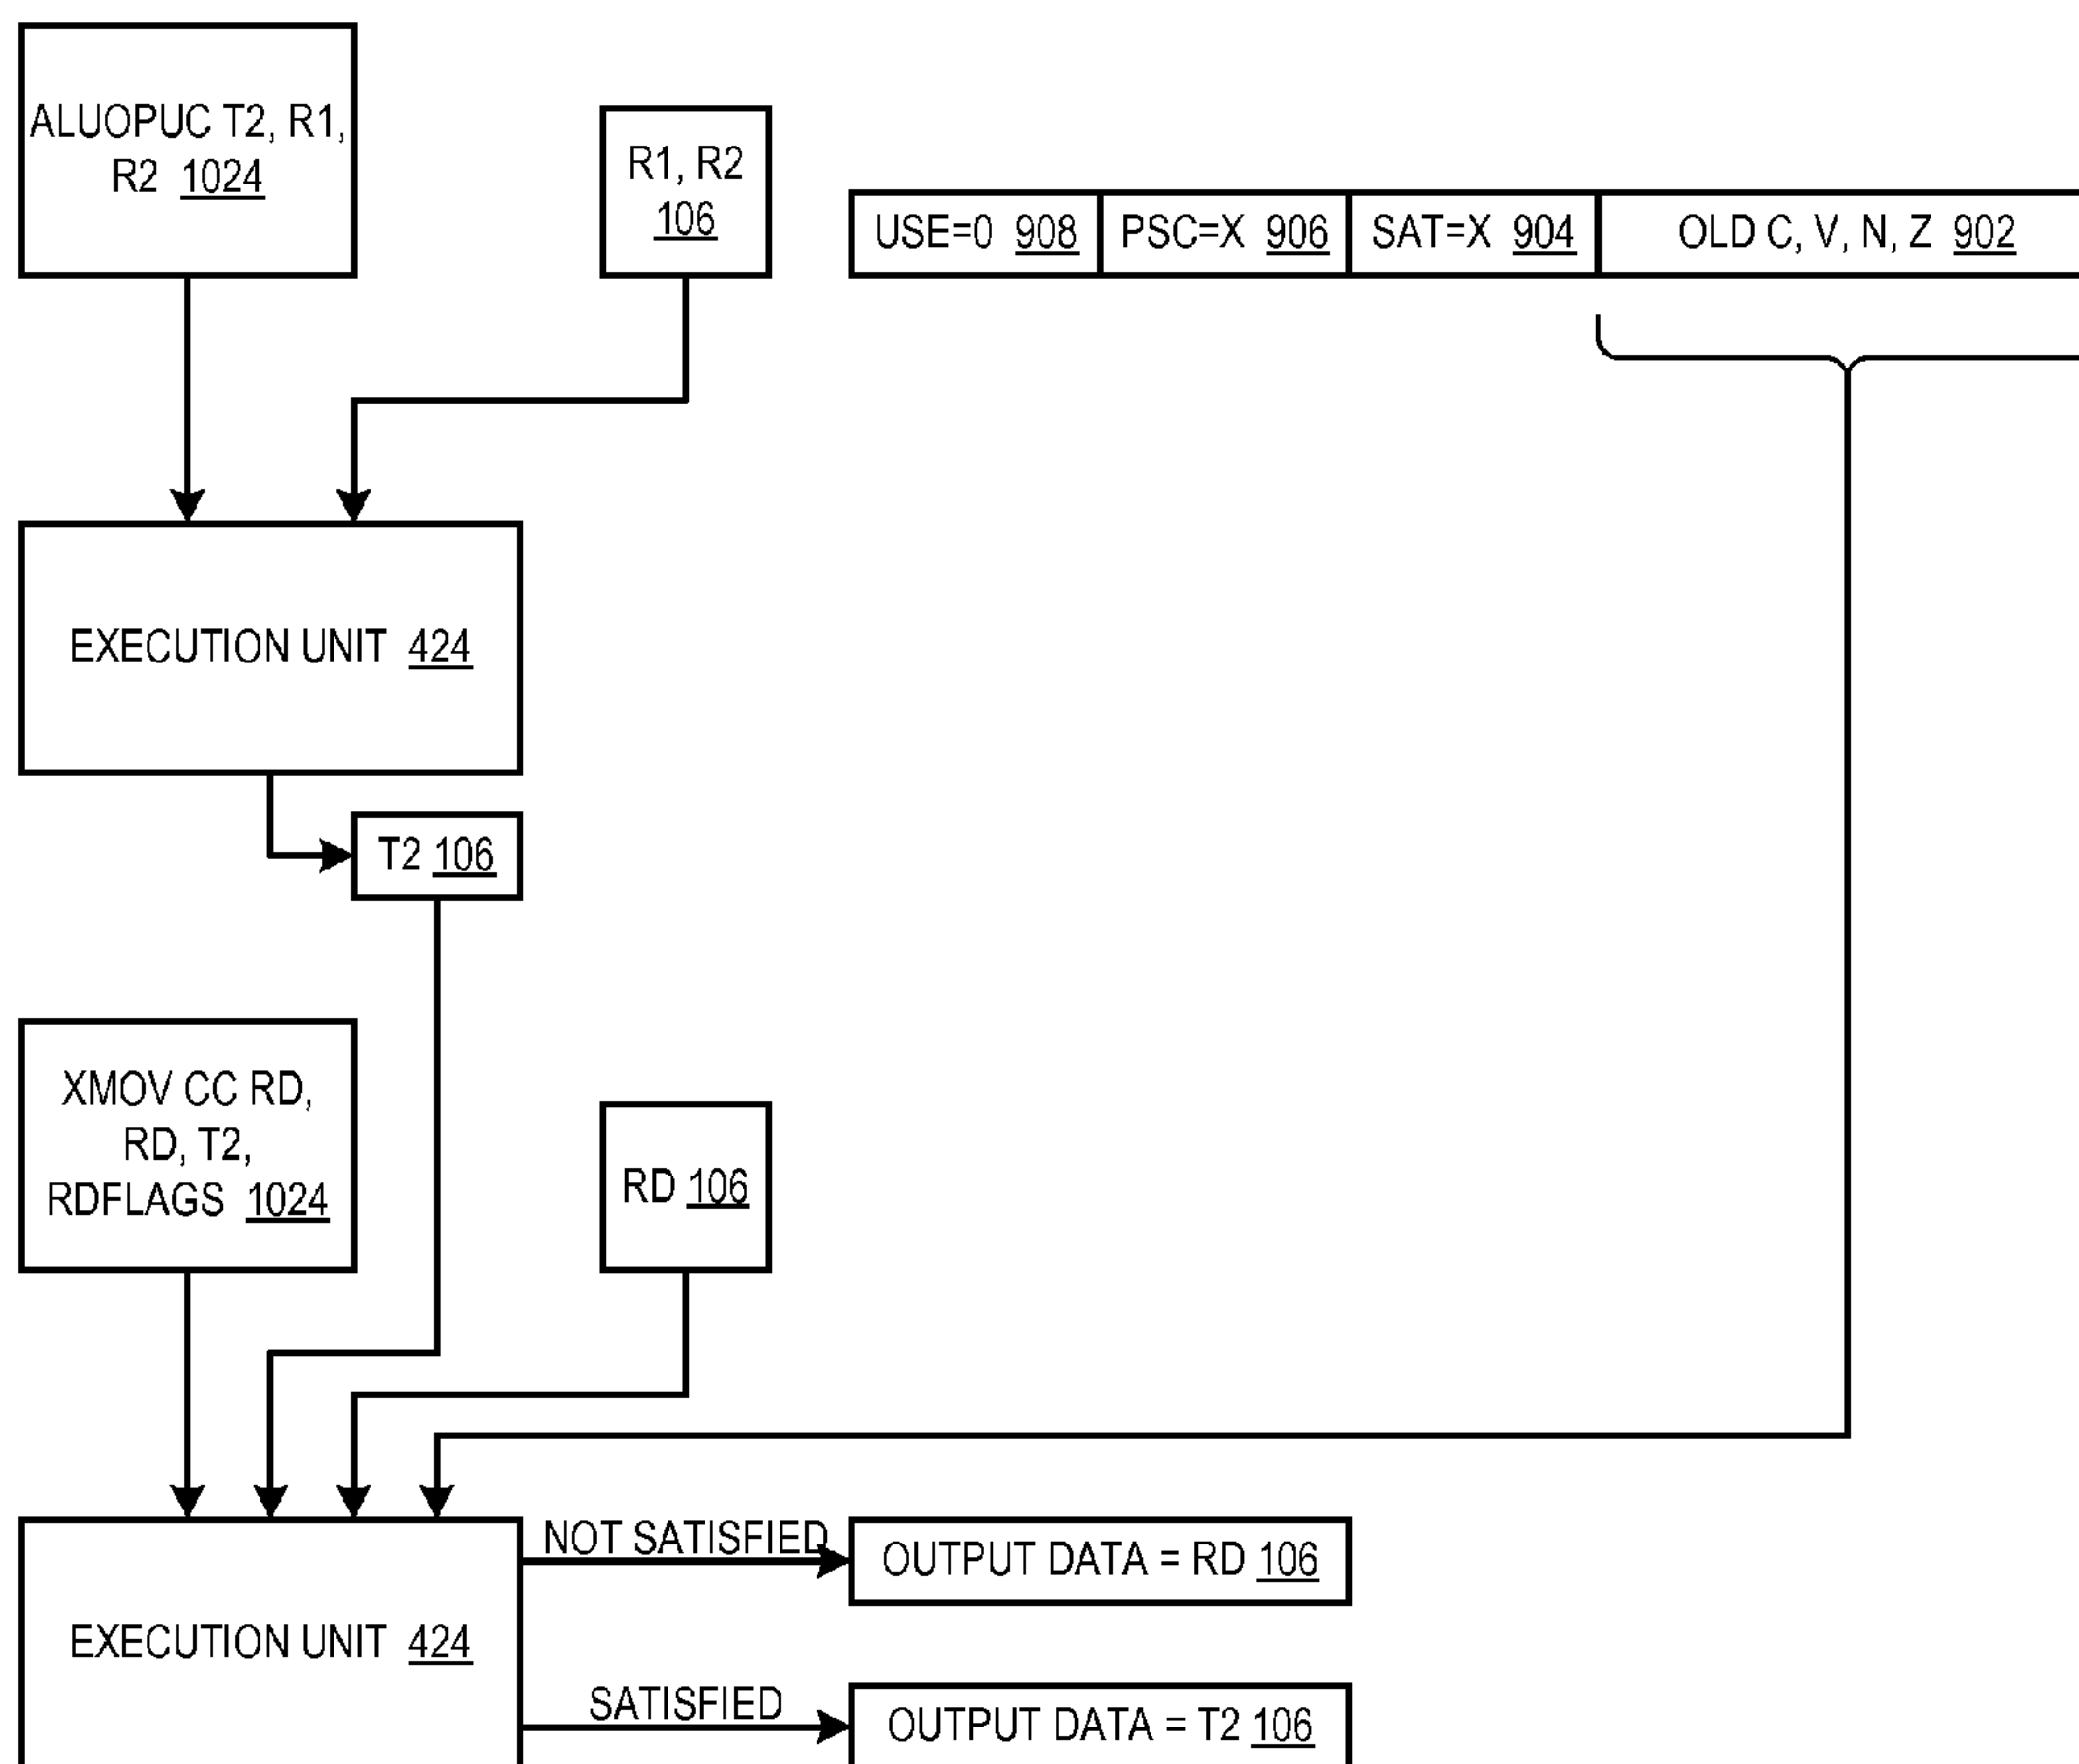 ALUOPUC T2, R1,
R2 1024
R1, R2
106
USE=0 908
PSC=X 906
SAT=X 904
OLD C, V, N, Z 902
EXECUTION UNIT 424
T2 106
XMOV CC RD,
RD, T2,
RDFLAGS 1024
RD 106
NOT SATISFIED
OUTPUT DATA = RD 106
EXECUTION UNIT 424
SATISFIED
OUTPUT DATA = T2 106